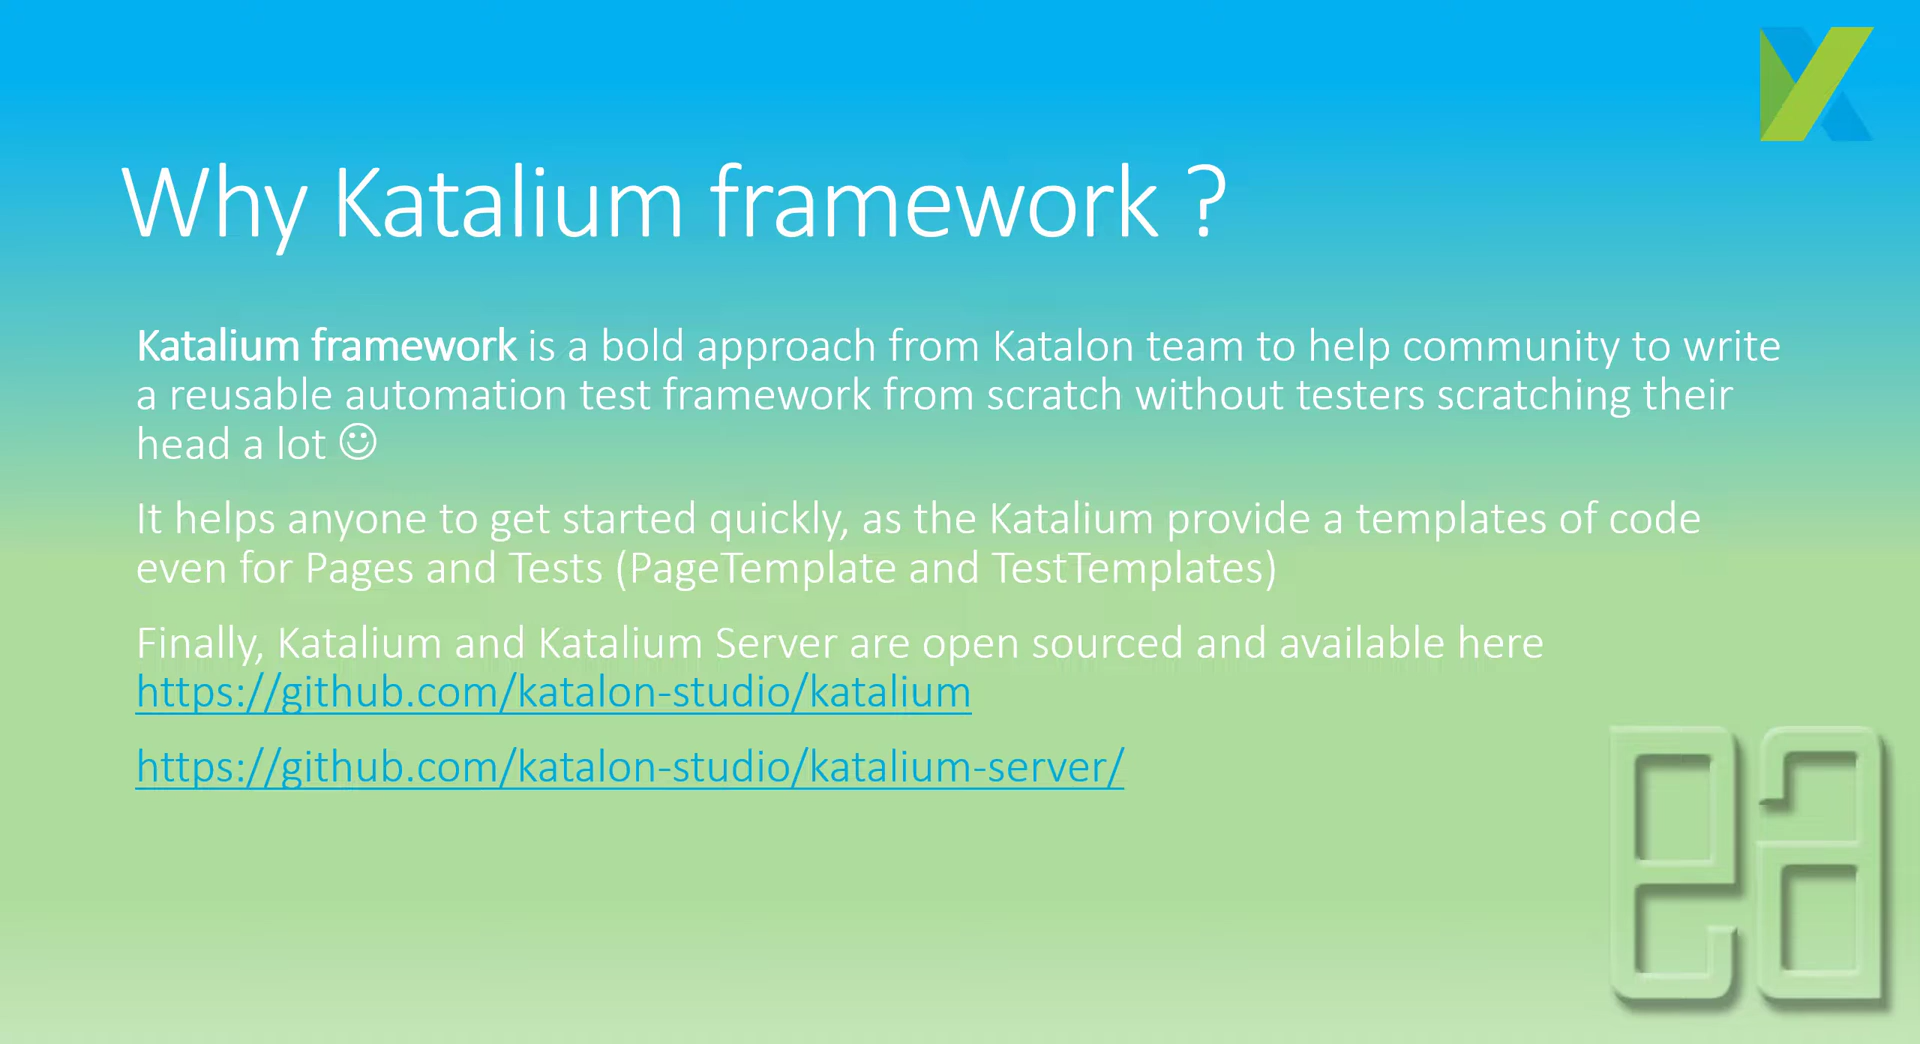 Why Katalium framework ?
Katalium framework is a bold approach from Katalon team to help community to write
a reusable automation test framework from scratch without testers scratching their
head a lot ☺
It helps anyone to get started quickly, as the Katalium provide a templates of code
even for Pages and Tests (PageTemplate and TestTemplates)
Finally, Katalium and Katalium Server are open sourced and available here
https://github.com/katalon-studio/katalium
https://github.com/katalon-studio/katalium-server/
ea